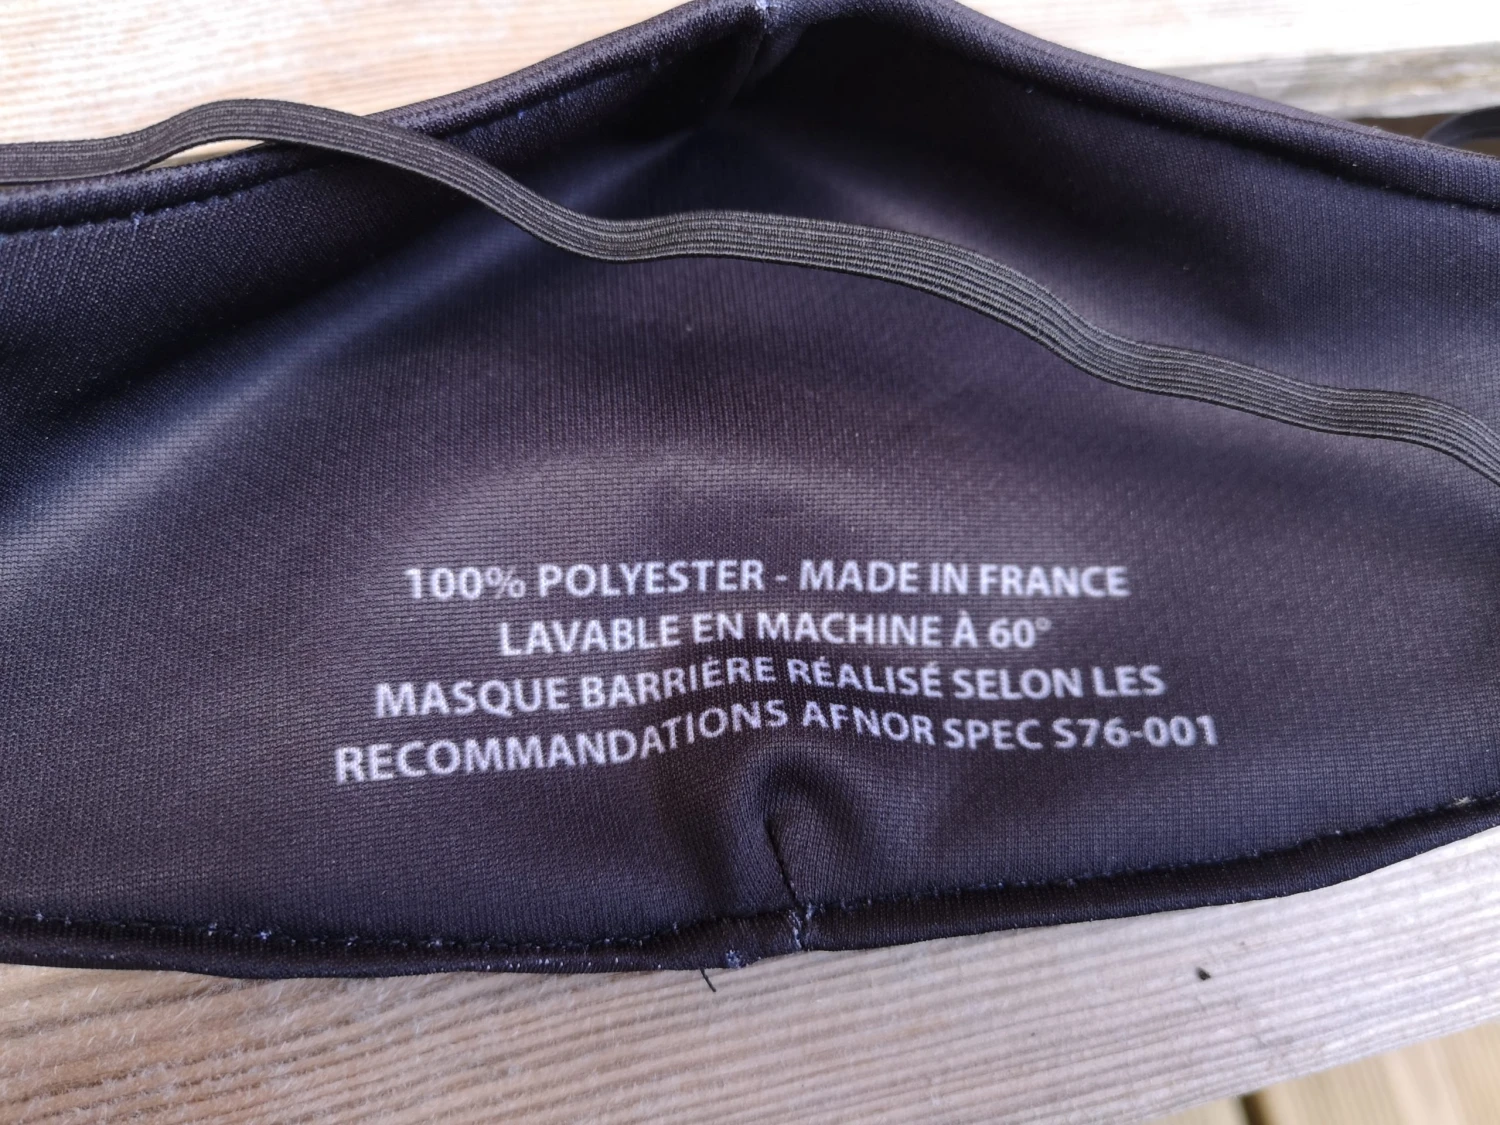 100% POLYESTER - MADE IN FRANCE
LAVABLE EN MACHINE À 60°
MASQUE BARRIÈRE RÉALISÉ SELON LES
RECOMMANDATIONS AFNOR SPEC S76-001